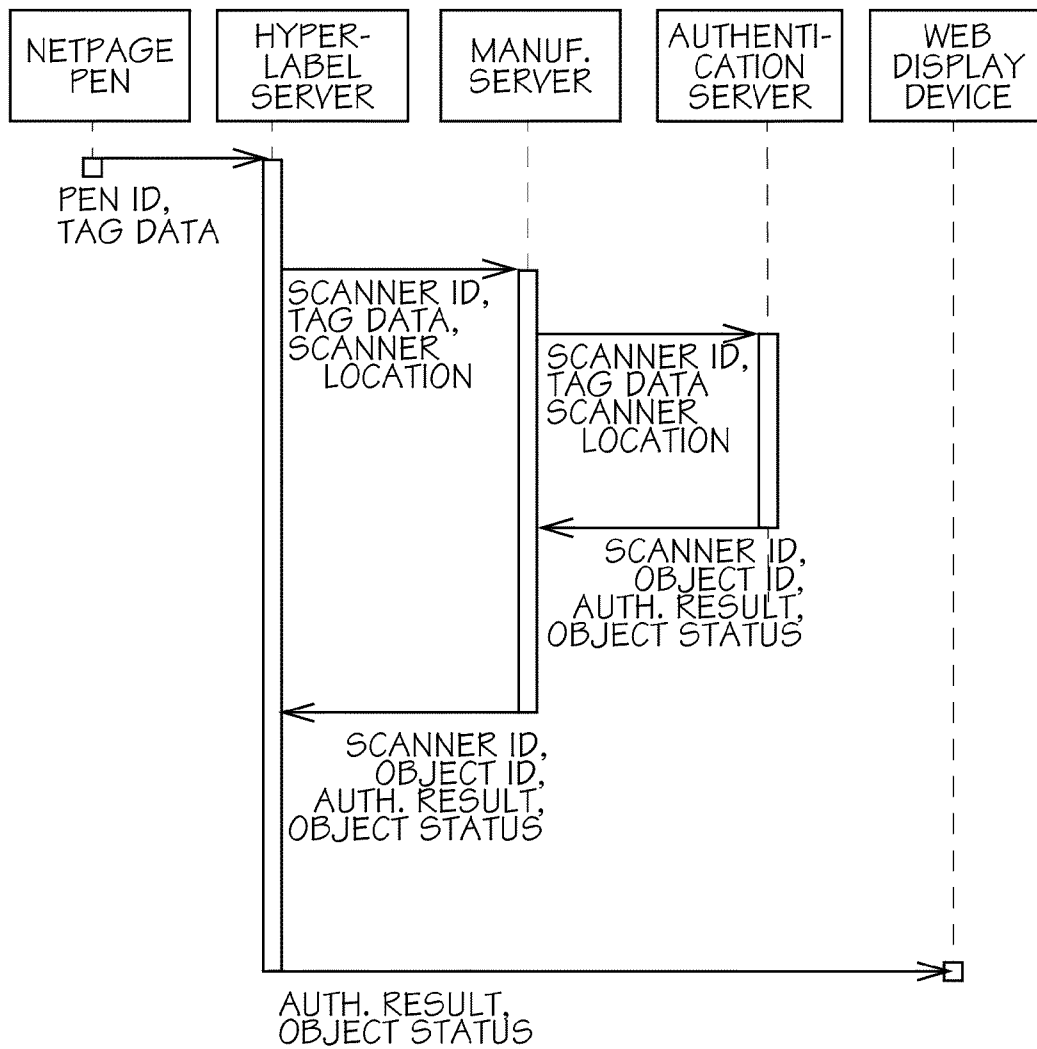 NETPAGE
PEN
HYPER-
LABEL
SERVER
MANUF.
SERVER
AUTHENTI-
CATION
SERVER
WEB
DISPLAY
DEVICE
PEN ID,
TAG DATA
SCANNER ID,
TAG DATA,
SCANNER
LOCATION
SCANNER ID,
TAG DATA
SCANNER
LOCATION
SCANNER ID,
OBJECT ID,
AUTH. RESULT,
OBJECT STATUS
SCANNER ID,
OBJECT ID,
AUTH. RESULT,
OBJECT STATUS
AUTH. RESULT,
OBJECT STATUS